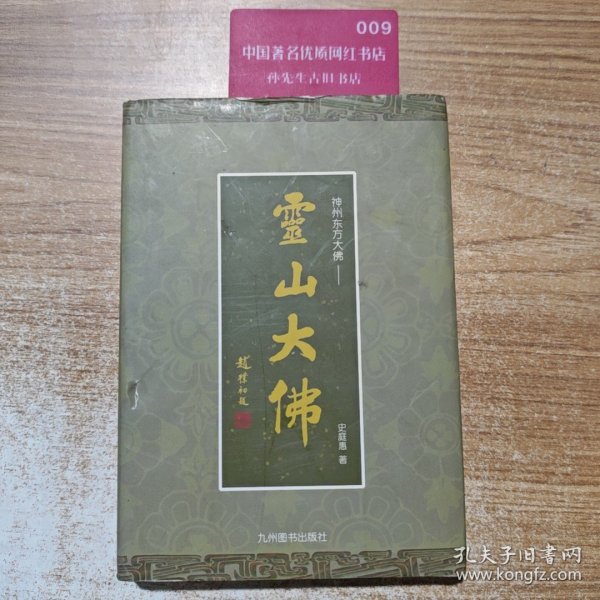 009
中国著名优质网红书店
孙先生古旧书店
神州东方大佛——
靈山大佛
趙樸初題
史庭惠 著
九州图书出版社
孔夫子旧书网
www.kongfz.com